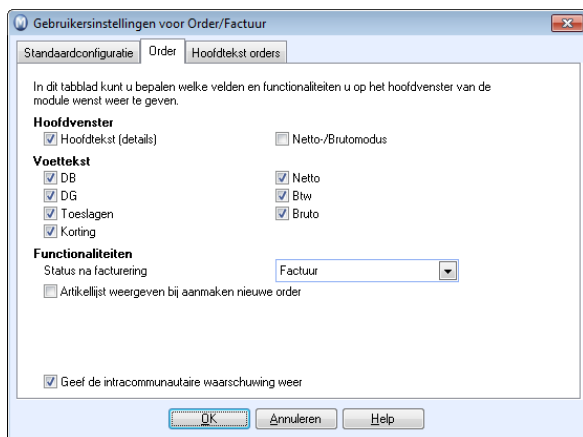 Gebruikersinstellingen voor Order/Factuur
Standaardconfiguratie Order Hoofdtekst orders
In dit tabblad kunt u bepalen welke velden en functionaliteiten u op het hoofdvenster van de
module wenst weer te geven.
Hoofdvenster
Hoofdtekst (details) Netto-/Brutomodus
Voettekst
DB Netto
DG Btw
Toeslagen Bruto
Korting
Functionaliteiten
Status na facturering Factuur
Artikellijst weergeven bij aanmaken nieuwe order
Geef de intracommunautaire waarschuwing weer
OK Annuleren Help